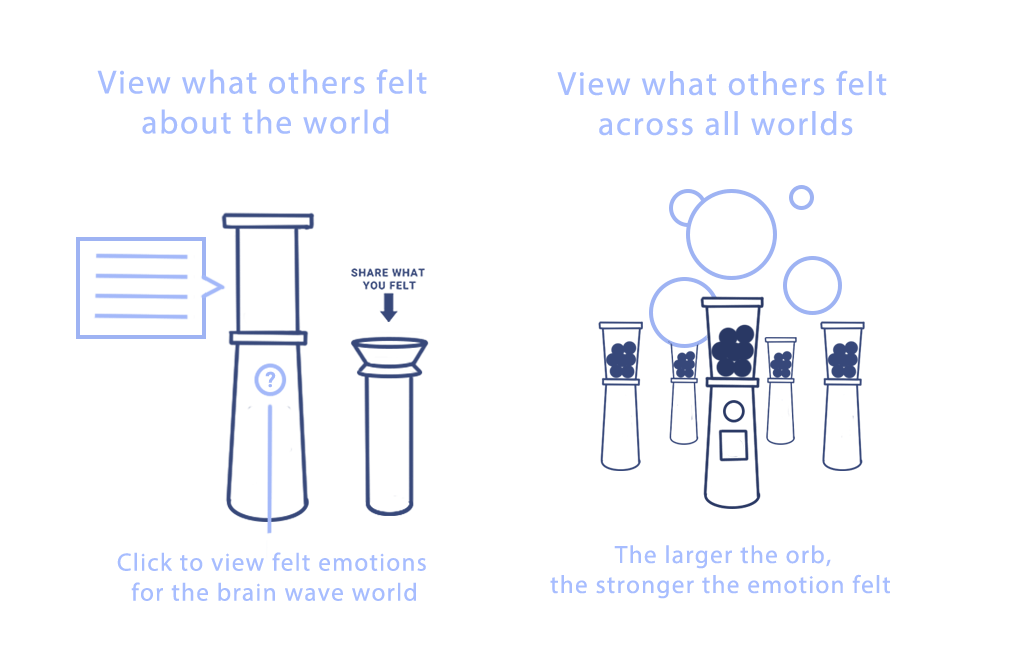 View what others felt
about the world
SHARE WHAT
YOU FELT
?
Click to view felt emotions
for the brain wave world
View what others felt
across all worlds
The larger the orb,
the stronger the emotion felt